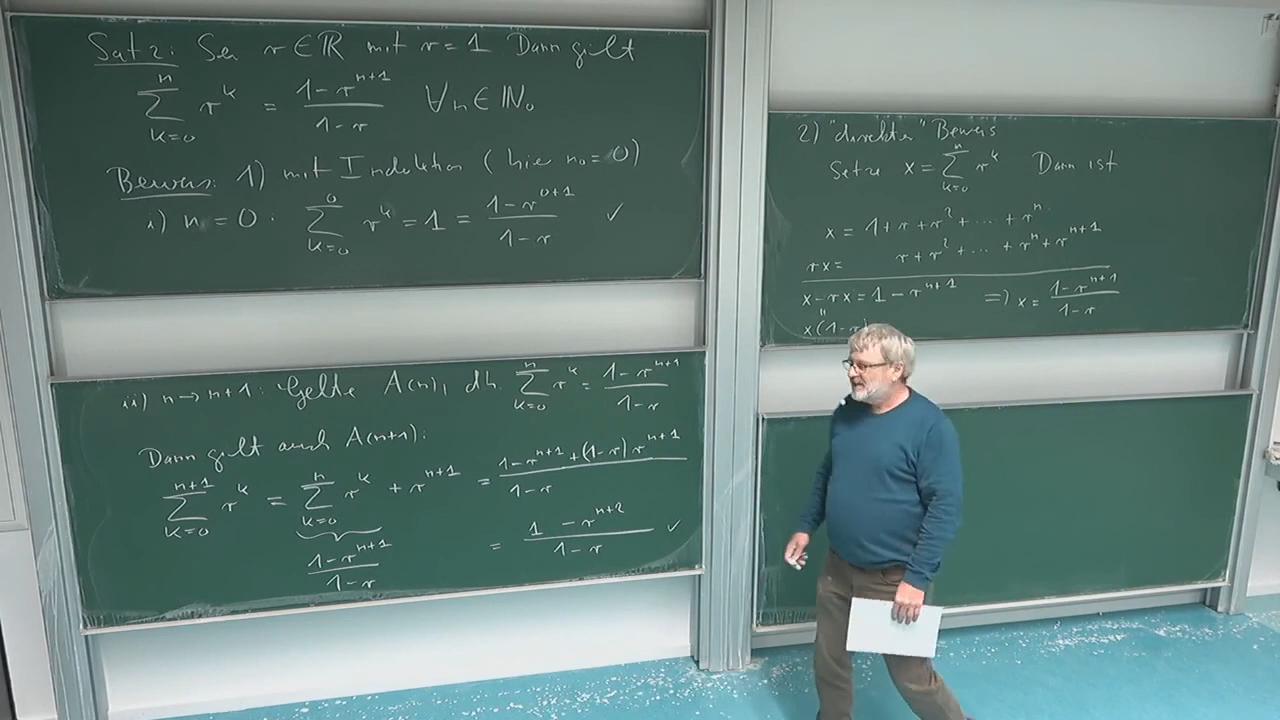 Satz: Sei r ∈ ℝ mit r = 1 Dann gilt
∑_{k=0}^{n} r^k = (1-r^{n+1})/(1-r) ∀n ∈ ℕ₀
Beweis: 1) mit Induktion (hier n₀ = 0)
i) n = 0 : ∑_{k=0}^{0} r^k = 1 = (1-r^{0+1})/(1-r) ✓
ii) n → n+1 : Gelte A(n), dh. ∑_{k=0}^{n} r^k = (1-r^{n+1})/(1-r)
Dann gilt auch A(n+1):
∑_{k=0}^{n+1} r^k = ∑_{k=0}^{n} r^k + r^{n+1} = (1-r^{n+1}+(1-r)r^{n+1})/(1-r)
(1-r^{n+1})/(1-r) = (1 - r^{n+2})/(1-r) ✓
2) "direkter" Beweis
Setze x = ∑_{k=0}^{n} r^k Dann ist
x = 1 + r + r² + .... + r^n
rx = r + r² + ... + r^n + r^{n+1}
x - rx = 1 - r^{n+1} ⇒ x = (1-r^{n+1})/(1-r)
"
x(1-r)